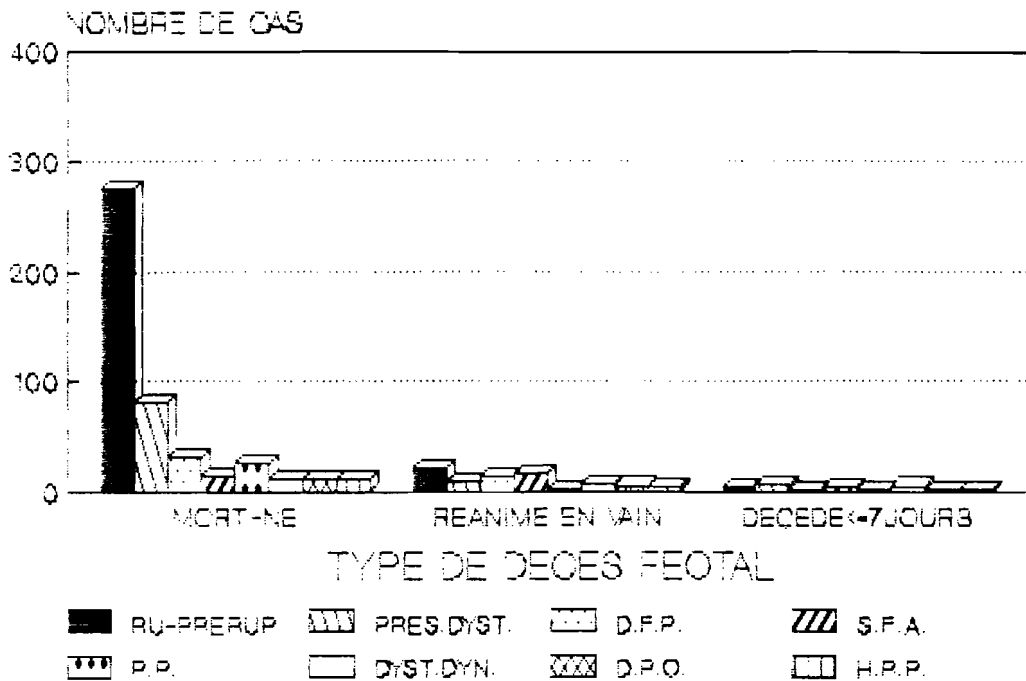 NOMBRE DE CAS
400
300
200
100
0
MORT-NE REANIME EN VAIN DECEDE<=7JOURS
TYPE DE DECES FEOTAL
RU-PRERUP PRES.DYST. D.F.P. S.F.A.
P.P. DYST.DYN. D.P.O. H.R.P.